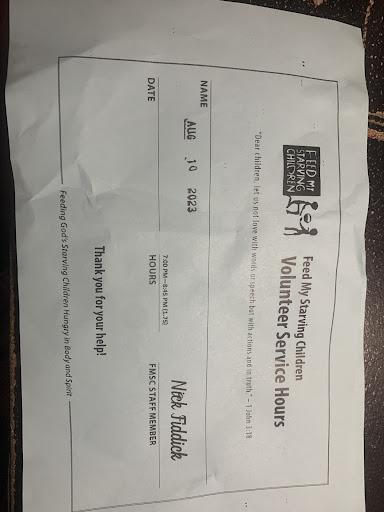 FEED MY
STARVING
CHILDREN
Feed My Starving Children
Volunteer Service Hours
"Dear children, let us not love with words or speech but with actions and in truth." – 1 John 3:18
NAME
AUG 10 2023 7:00 PM—8:45 PM (1.75) Nick Fiddick
DATE HOURS FMSC STAFF MEMBER
Thank you for your help!
Feeding God's Starving Children Hungry in Body and Spirit